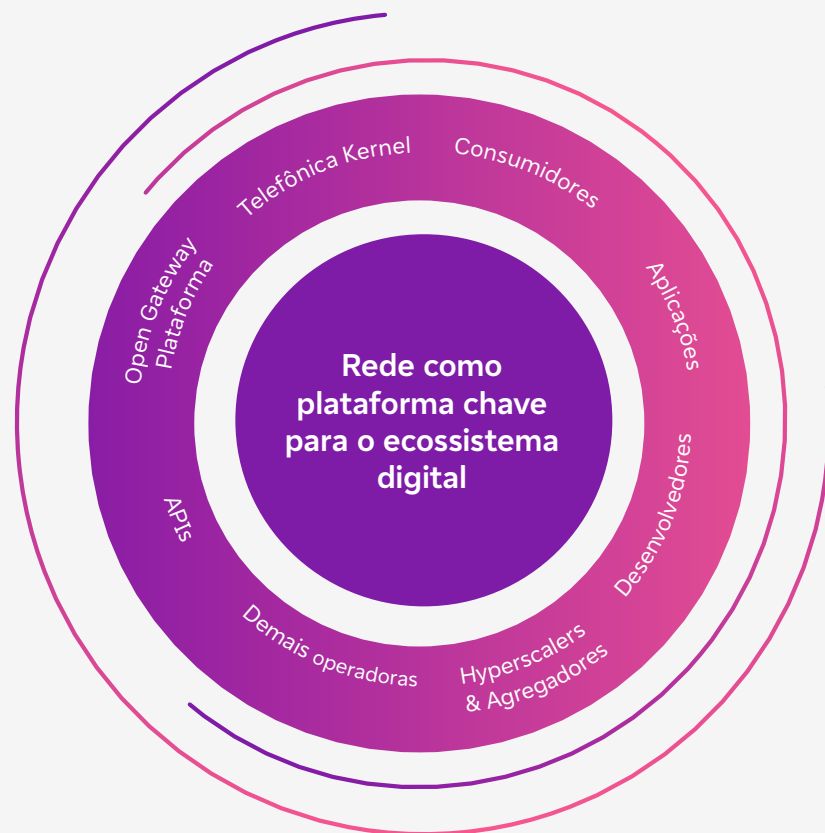 Telefônica Kernel
Consumidores
Aplicações
Desenvolvedores
Hyperscalers
& Agregadores
Demais operadoras
APIs
Open Gateway
Plataforma
Rede como
plataforma chave
para o ecossistema
digital